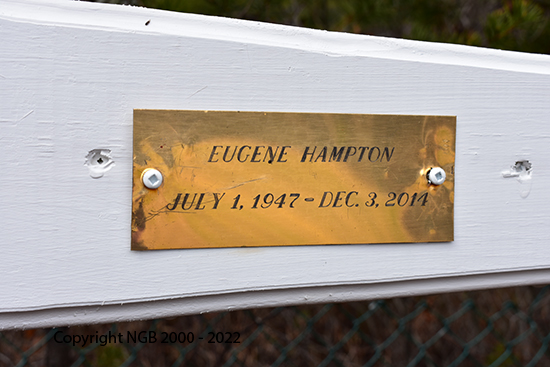 EUGENE HAMPTON
JULY 1, 1947 - DEC. 3, 2014
Copyright NGB 2000 - 2022